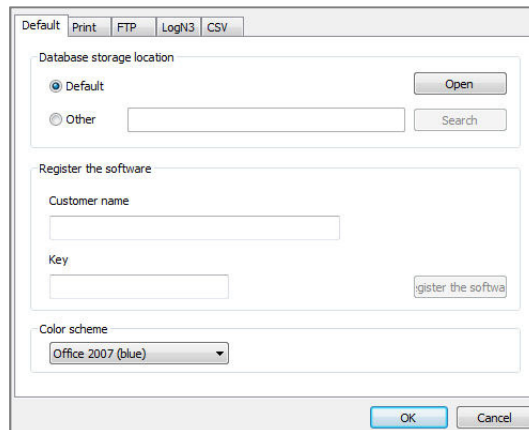 Default Print FTP LogN3 CSV
Database storage location
Default Open
Other Search
Register the software
Customer name
Key
gister the softwa
Color scheme
Office 2007 (blue)
OK Cancel